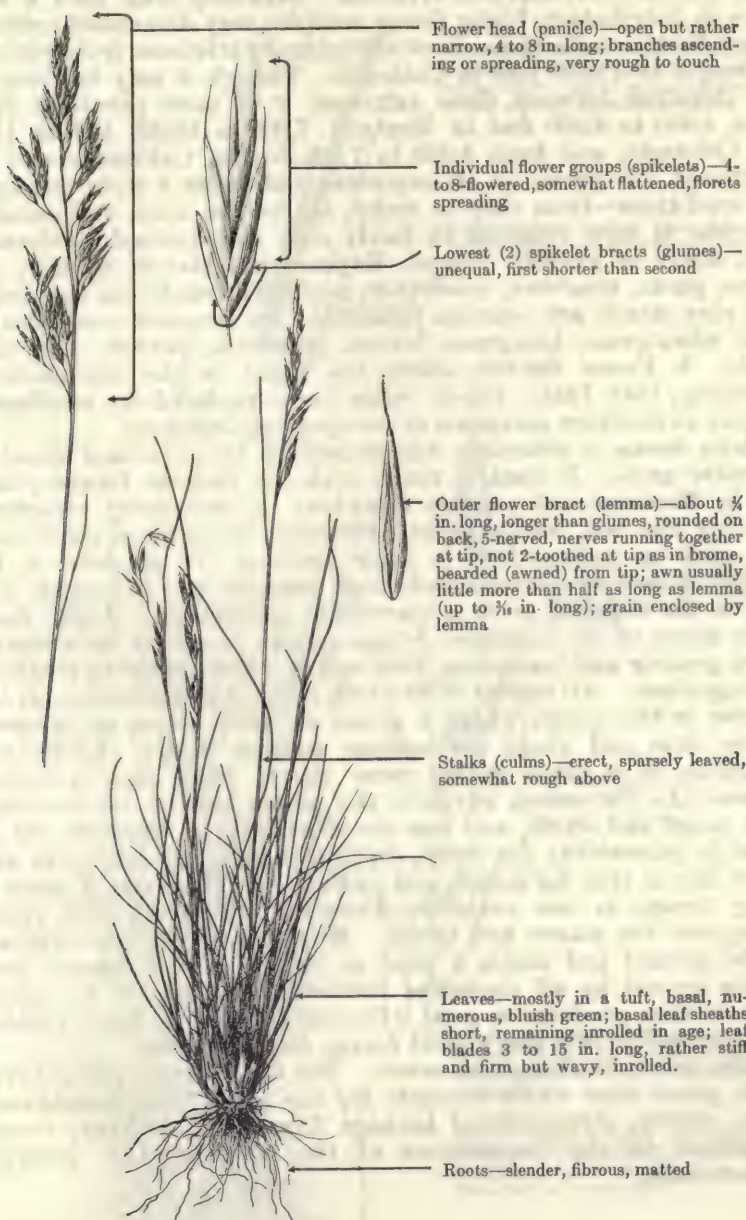 Flower head (panicle)—open but rather
narrow, 4 to 8 in. long; branches ascend-
ing or spreading, very rough to touch
Individual flower groups (spikelets)—4-
to 8-flowered, somewhat flattened, florets
spreading
Lowest (2) spikelet bracts (glumes)—
unequal, first shorter than second
Outer flower bract (lemma)—about ¼
in. long, longer than glumes, rounded on
back, 5-nerved, nerves running together
at tip, not 2-toothed at tip as in brome,
bearded (awned) from tip; awn usually
little more than half as long as lemma
(up to 3/16 in. long); grain enclosed by
lemma
Stalks (culms)—erect, sparsely leaved,
somewhat rough above
Leaves—mostly in a tuft, basal, nu-
merous, bluish green; basal leaf sheaths
short, remaining inrolled in age; leaf
blades 3 to 15 in. long, rather stiff
and firm but wavy, inrolled.
Roots—slender, fibrous, matted